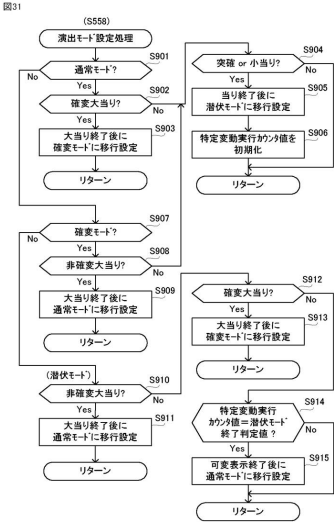 図31
(S558)
演出モード設定処理
S901
通常モード?
No
Yes
S902
確変大当り?
No
Yes
S903
大当り終了後に
確変モードに移行設定
リターン
S904
突確 or 小当り?
Yes
No
S905
当り終了後に
潜伏モードに移行設定
S906
特定変動実行カウンタ値を
初期化
リターン
S907
確変モード?
No
Yes
S908
非確変大当り?
No
Yes
S909
大当り終了後に
通常モードに移行設定
リターン
(潜伏モード)
S910
非確変大当り?
Yes
No
S911
大当り終了後に
通常モードに移行設定
リターン
S912
確変大当り?
Yes
No
S913
大当り終了後に
確変モードに移行設定
リターン
S914
特定変動実行
カウンタ値=潜伏モード
終了判定値?
No
Yes
S915
可変表示終了後に
通常モードに移行設定
リターン